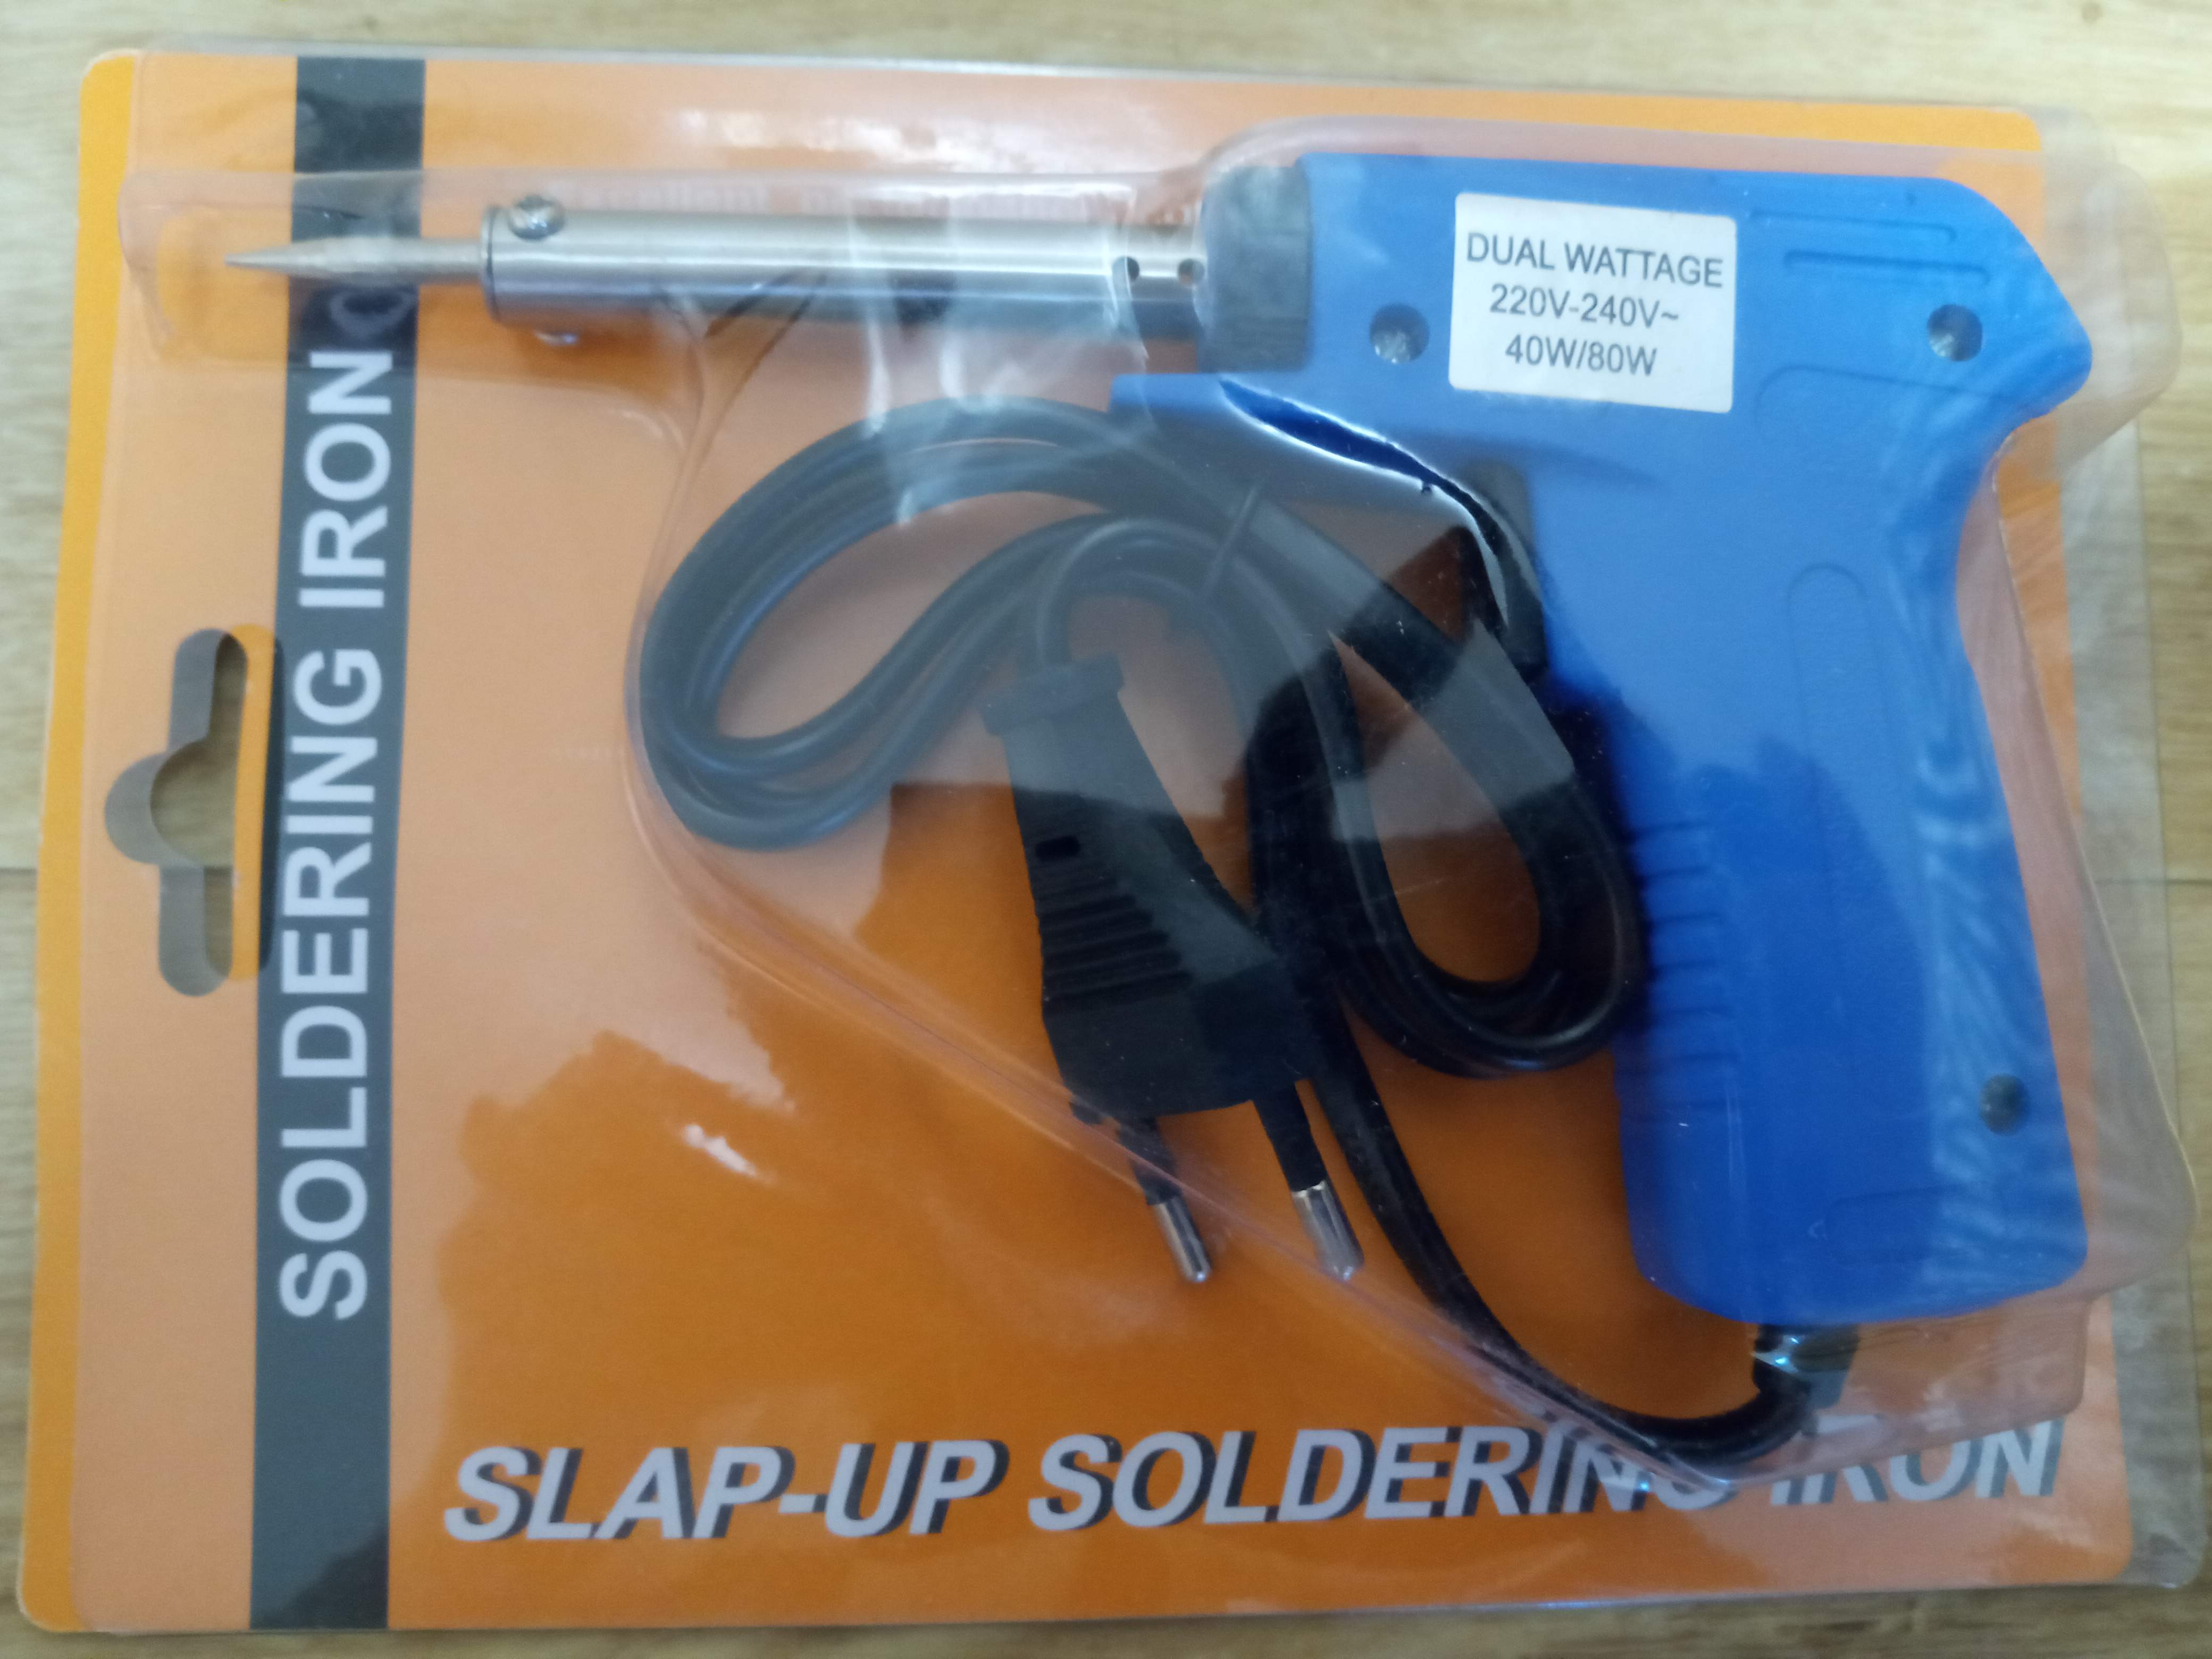 SOLDERING IRON
DUAL WATTAGE
220V-240V~
40W/80W
SLAP-UP SOLDERING IRON